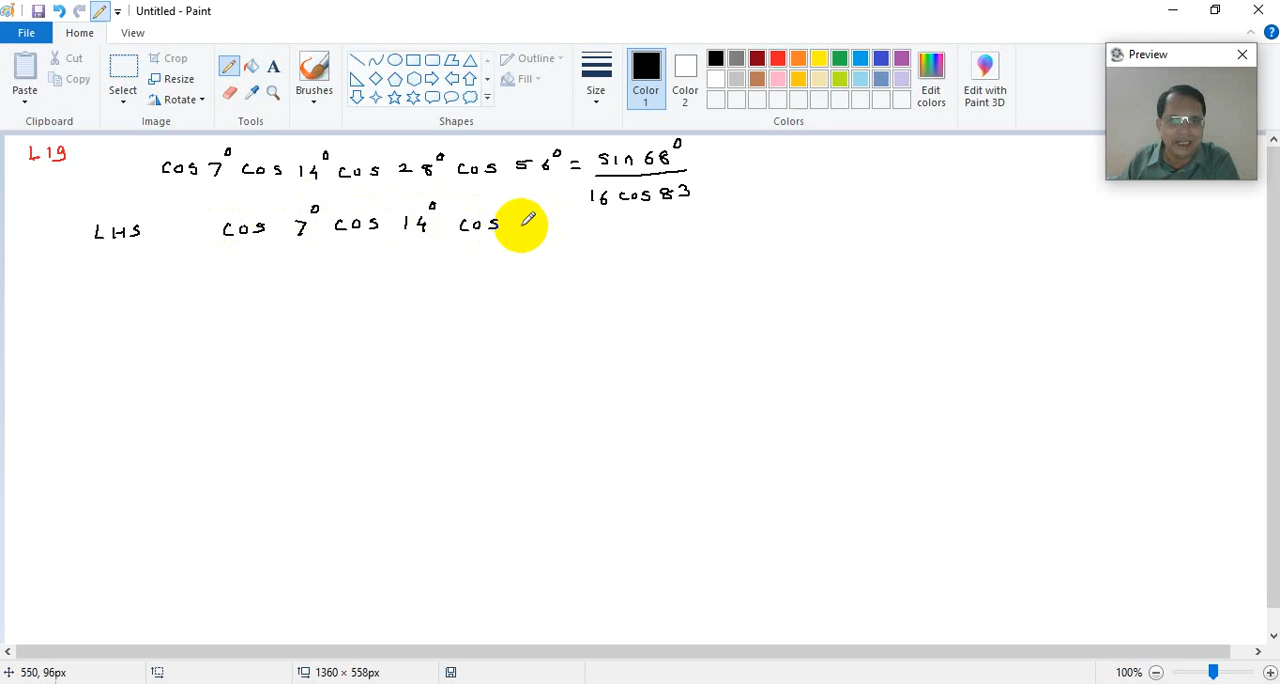 Untitled - Paint
File Home View
Paste Cut Copy Clipboard
Select Crop Resize Rotate Image
Tools
Brushes
Outline Fill Shapes
Size
Color 1 Color 2 Edit colors Edit with Paint 3D Colors
Preview
L19
cos 7° cos 14° cos 28° cos 56° = sin 68° / 16 cos 83
LHS cos 7° cos 14° cos
550, 96px 1360 × 558px 100%